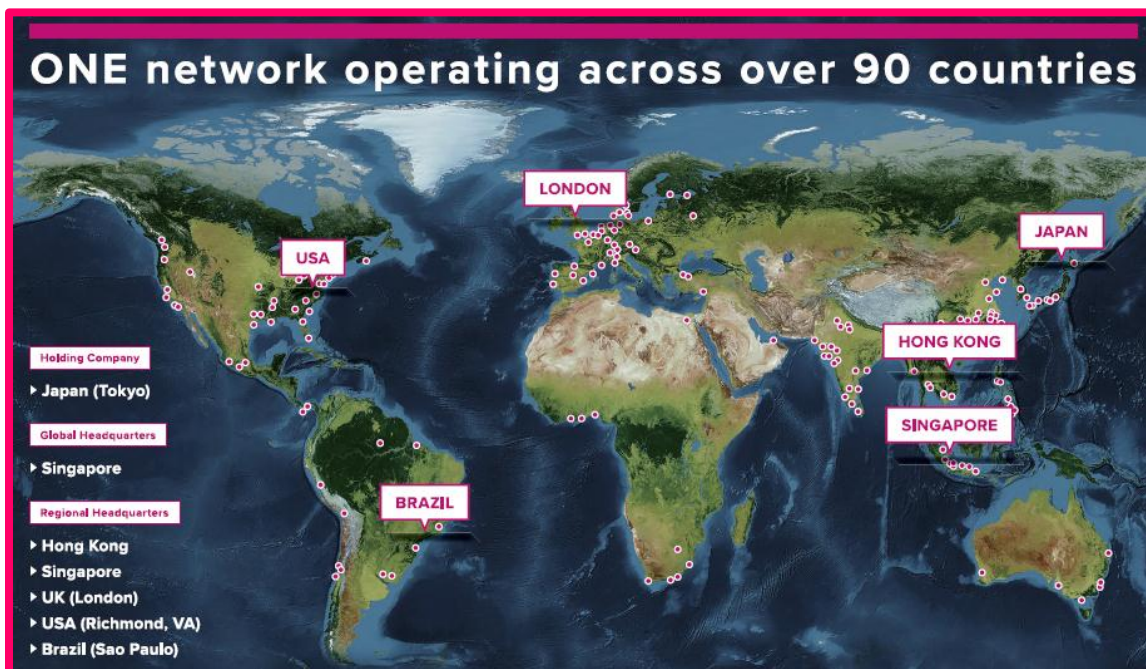 ONE network operating across over 90 countries
LONDON
JAPAN
USA
HONG KONG
Holding Company
Japan (Tokyo)
SINGAPORE
Global Headquarters
Singapore
BRAZIL
Regional Headquarters
Hong Kong
Singapore
UK (London)
USA (Richmond, VA)
Brazil (Sao Paulo)